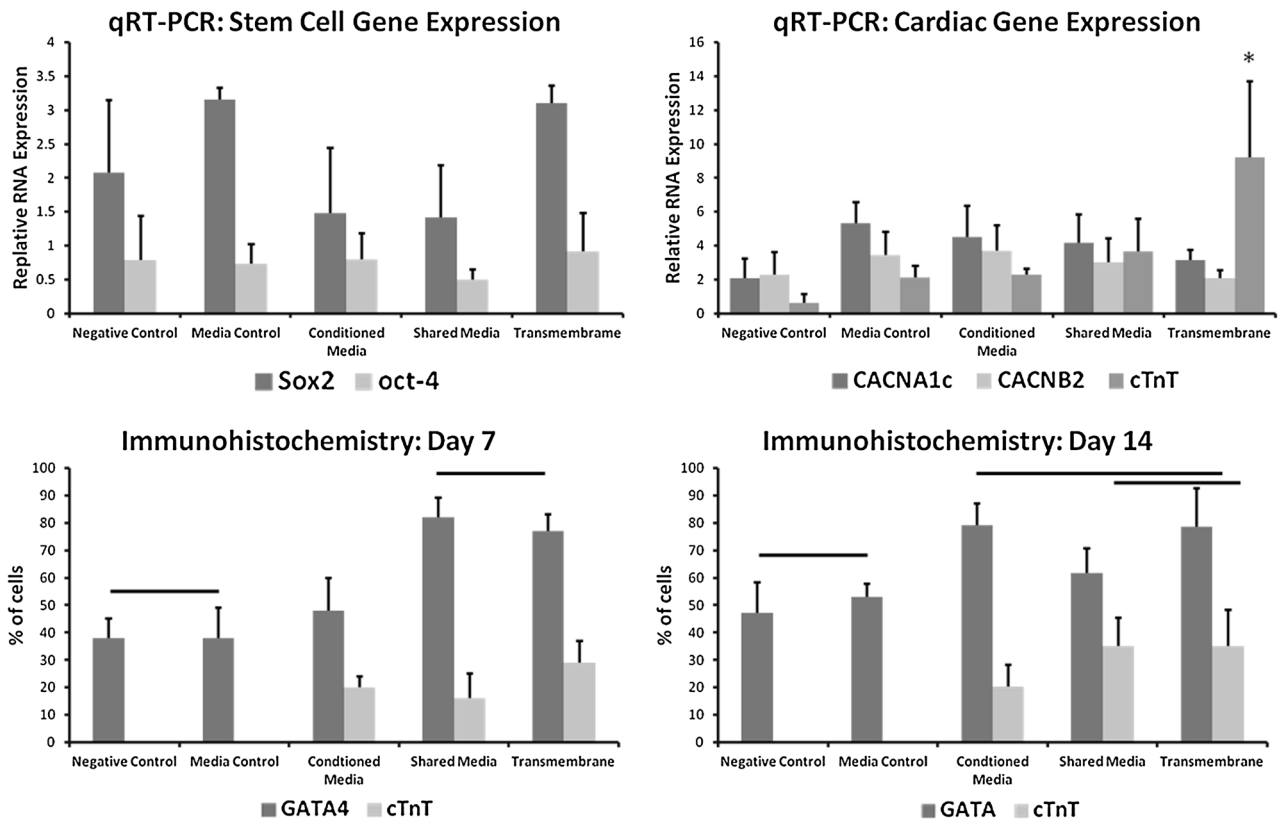 qRT-PCR: Stem Cell Gene Expression
Replative RNA Expression
4
3.5
3
2.5
2
1.5
1
0.5
0
Negative Control
Media Control
Conditioned
Media
Shared Media
Transmembrame
Sox2
oct-4
qRT-PCR: Cardiac Gene Expression
Relative RNA Expression
16
14
12
10
8
6
4
2
0
*
Negative Control
Media Control
Conditioned
Media
Shared Media
Transmembrane
CACNA1c
CACNB2
cTnT
Immunohistochemistry: Day 7
% of cells
100
90
80
70
60
50
40
30
20
10
0
Negative Control
Media Control
Condtioned
Media
Shared Media
Transmembrane
GATA4
cTnT
Immunohistochemistry: Day 14
% of cells
100
90
80
70
60
50
40
30
20
10
0
Negative Control
Media Control
Condtioned
Media
Shared Media
Transmembrane
GATA
cTnT